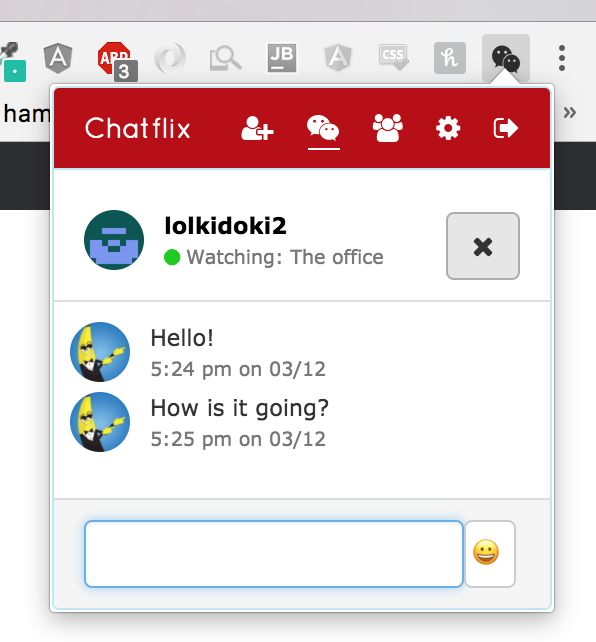 ABP
3
JB
CSS
h
ham
»
Chatflix
lolkidoki2
Watching: The office
Hello!
5:24 pm on 03/12
How is it going?
5:25 pm on 03/12